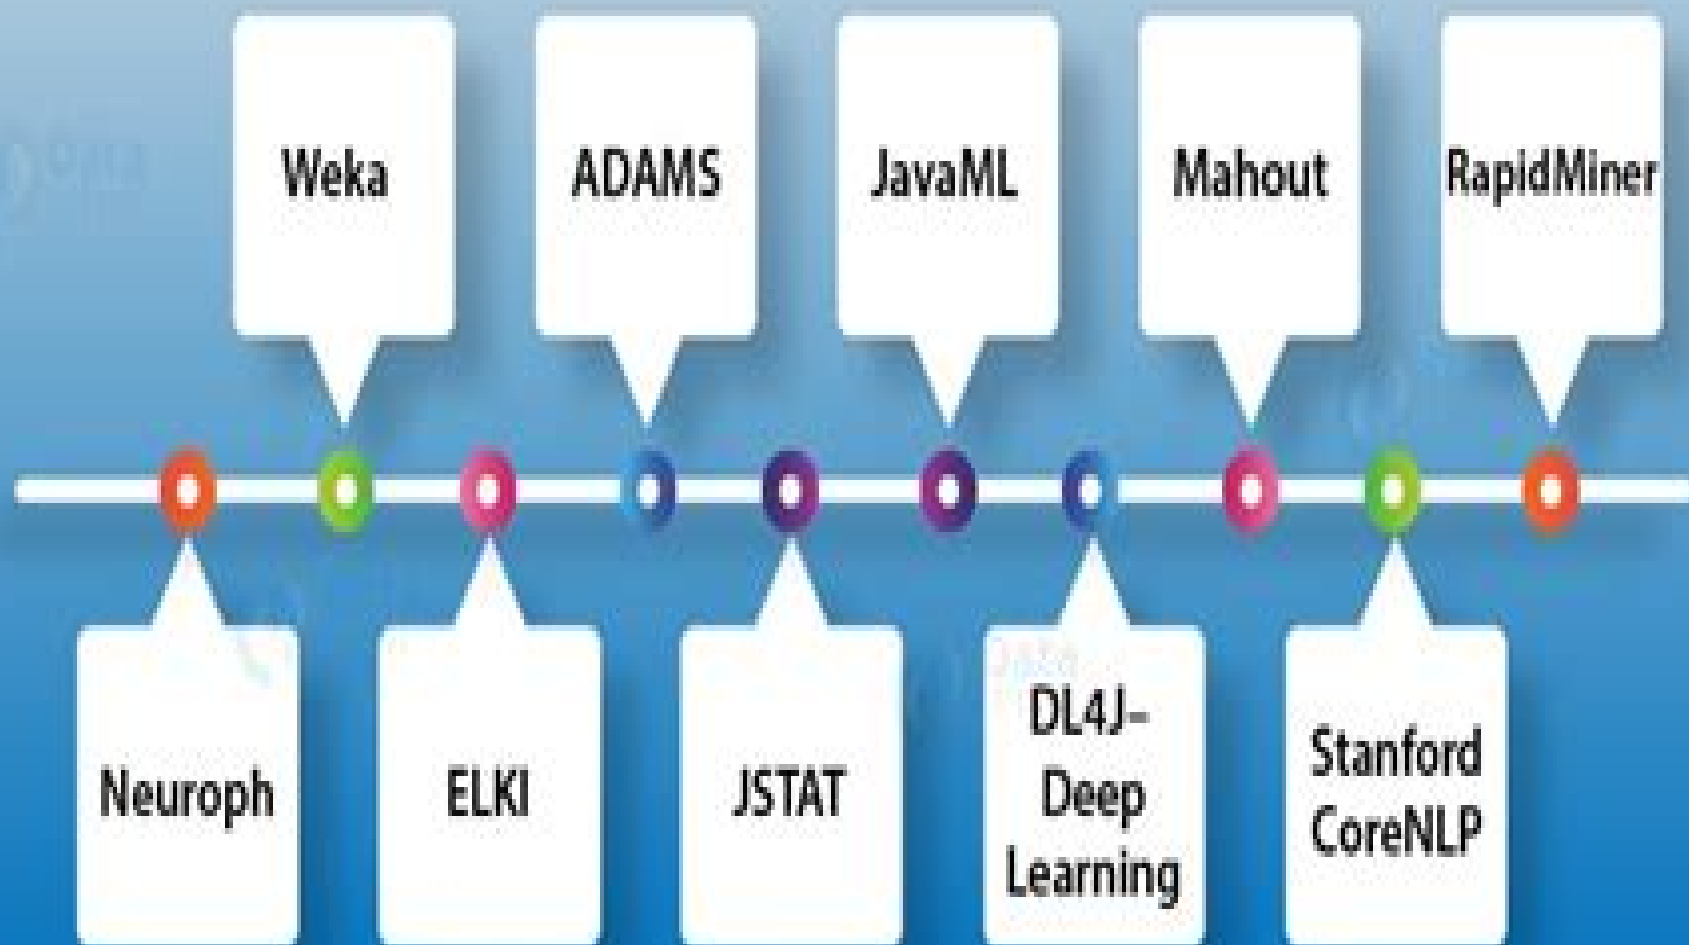 Weka
ADAMS
JavaML
Mahout
RapidMiner
Neuroph
ELKI
JSTAT
DL4J-
Deep
Learning
Stanford
CoreNLP